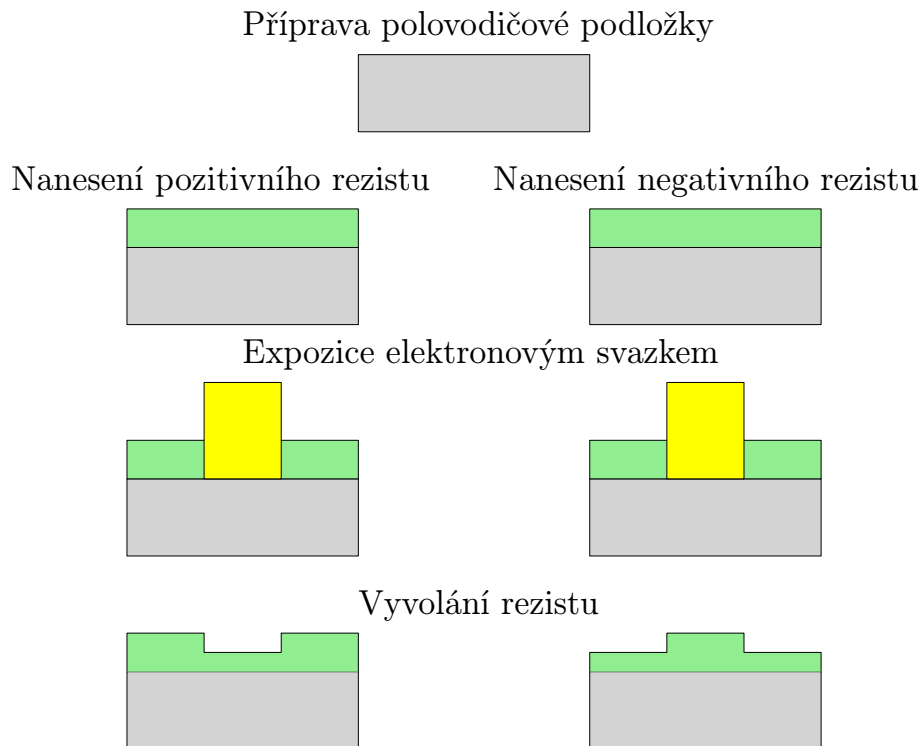 Příprava polovodičové podložky
Nanesení pozitivního rezistu
Nanesení negativního rezistu
Expozice elektronovým svazkem
Vyvolání rezistu